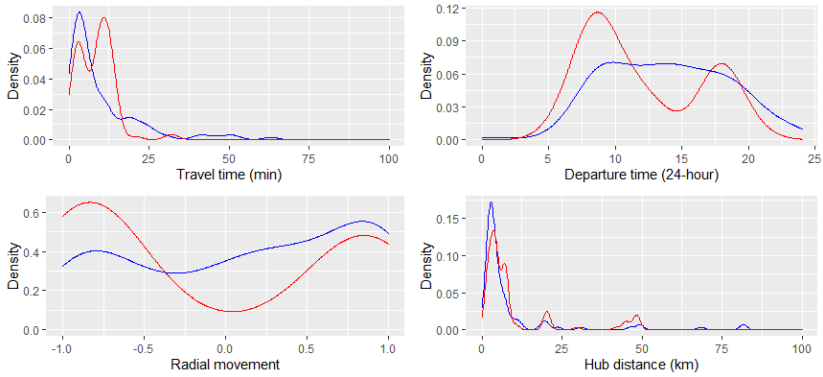 0.08
0.06
0.04
0.02
0.00
Density
0 25 50 75 100
Travel time (min)
0.12
0.09
0.06
0.03
0.00
Density
0 5 10 15 20 25
Departure time (24-hour)
0.6
0.4
0.2
0.0
Density
-1.0 -0.5 0.0 0.5 1.0
Radial movement
0.15
0.10
0.05
0.00
Density
0 25 50 75 100
Hub distance (km)